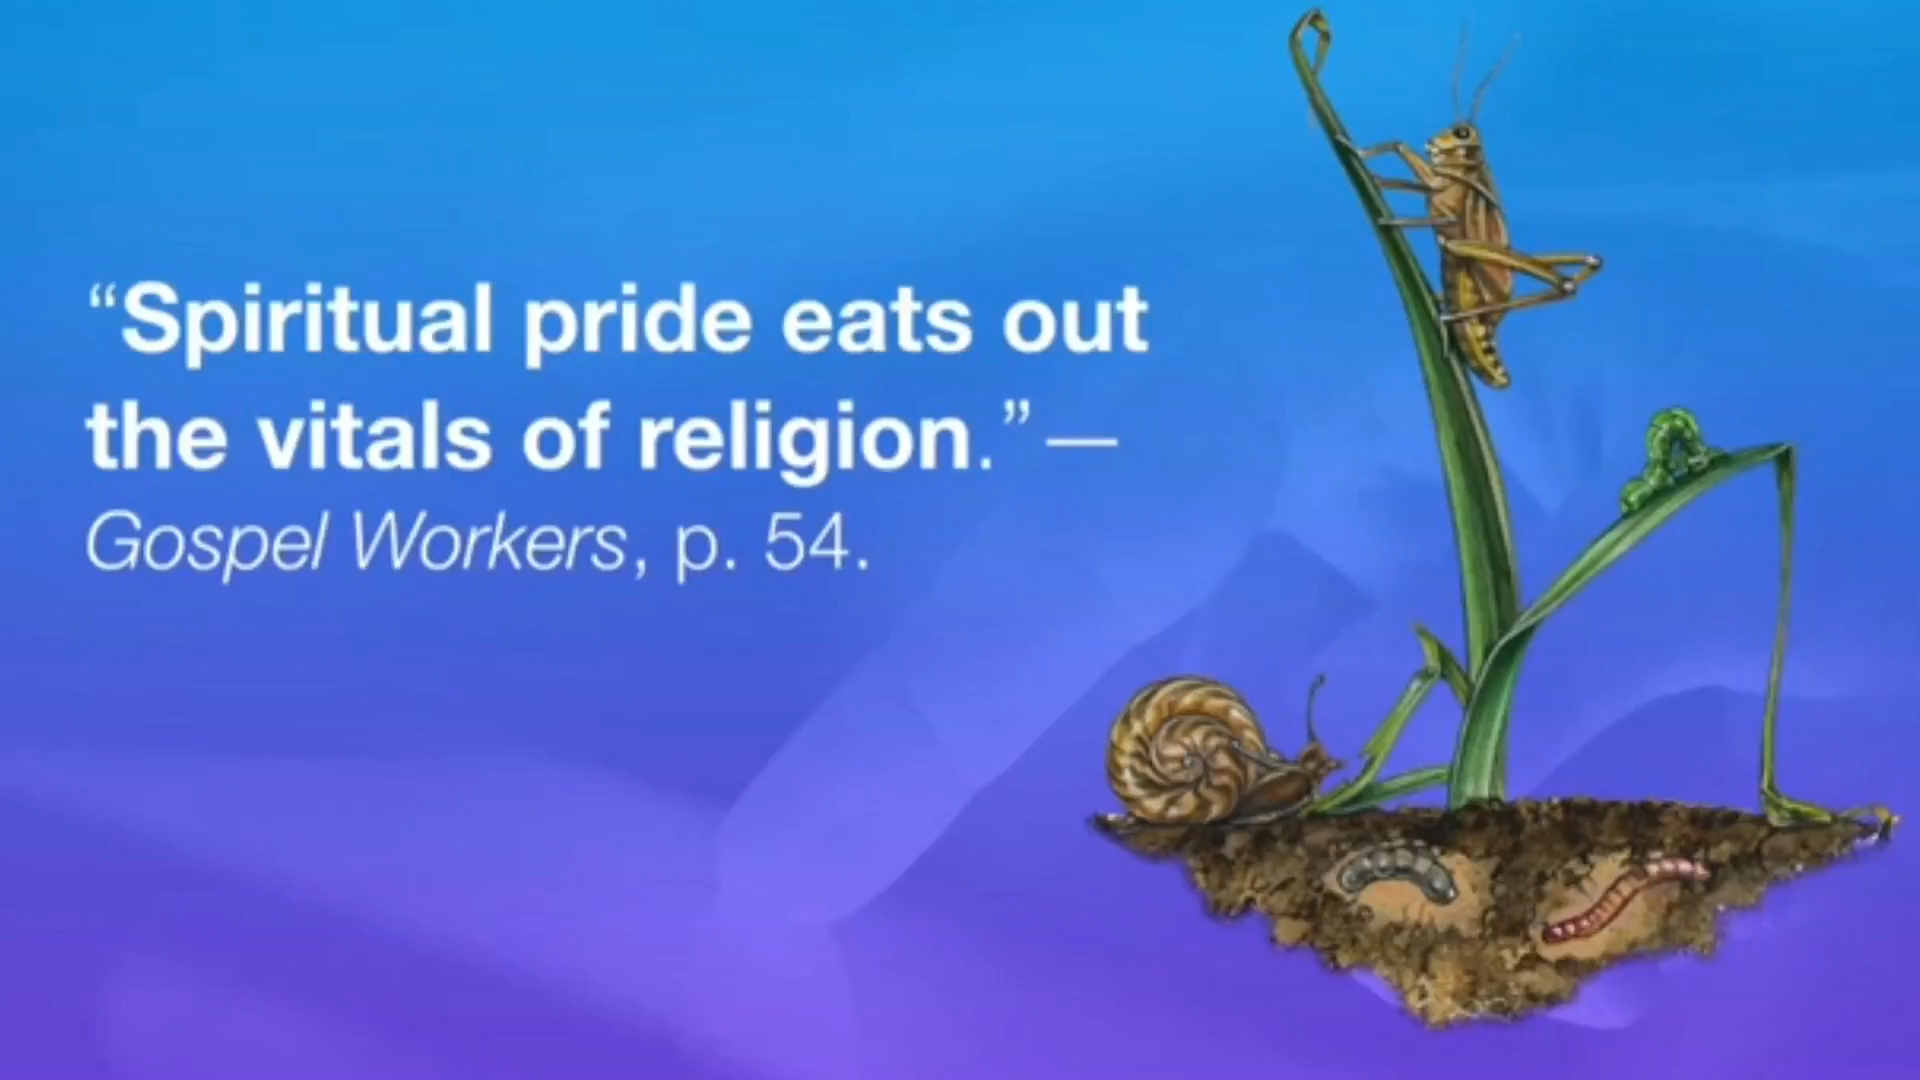 “Spiritual pride eats out
the vitals of religion.”—
Gospel Workers, p. 54.